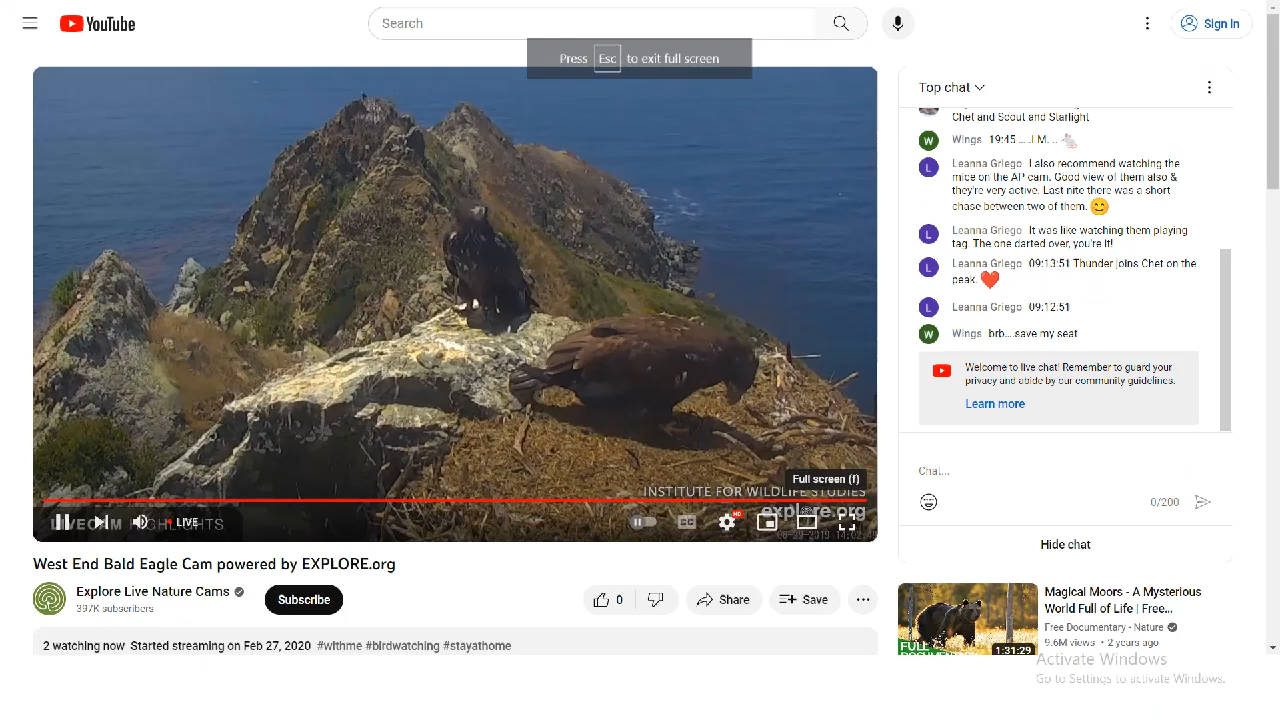 YouTube
Search
Sign in
Press Esc to exit full screen
Top chat
Chet and Scout and Starlight
Wings 19:45 .....I.M....
Leanna Griego I also recommend watching the
mice on the AP cam. Good view of them also &
they're very active. Last nite there was a short
chase between two of them.
Leanna Griego It was like watching them playing
tag. The one darted over, you're it!
Leanna Griego 09:13:51 Thunder joins Chet on the
peak.
Leanna Griego 09:12:51
Wings brb....save my seat
Welcome to live chat! Remember to guard your
privacy and abide by our community guidelines.
Learn more
Chat...
0/200
Hide chat
Full screen (f)
INSTITUTE FOR WILDLIFE STUDIES
explore.org
LIVECAM HIGHLIGHTS
LIVE
CC
HD
West End Bald Eagle Cam powered by EXPLORE.org
Explore Live Nature Cams
397K subscribers
Subscribe
0
Share
Save
2 watching now Started streaming on Feb 27, 2020 #withme #birdwatching #stayathome
Magical Moors - A Mysterious
World Full of Life | Free...
Free Documentary - Nature
9.6M views • 2 years ago
FULL
1:31:29
Activate Windows
Go to Settings to activate Windows.